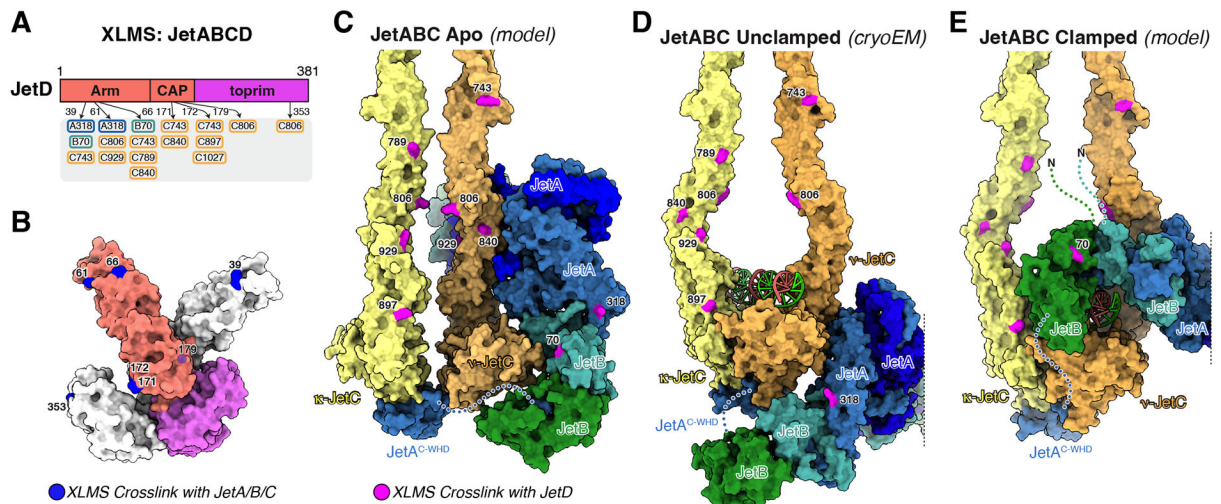 A
XLMS: JetABCD
1
381
JetD
Arm
CAP
toprim
39
61
66
171
172
179
353
A318
A318
B70
C743
C743
C806
C806
B70
C806
C743
C840
C897
C743
C929
C789
C1027
C840
B
61
66
39
179
172
171
353
XLMS Crosslink with JetA/B/C
C
JetABC Apo (model)
743
789
806
806
929
929
840
897
318
70
JetA
JetA
JetB
JetB
κ-JetC
ν-JetC
JetA^C-WHD
XLMS Crosslink with JetD
D
JetABC Unclamped (cryoEM)
743
789
806
806
840
929
897
318
ν-JetC
κ-JetC
JetA
JetA
JetA^C-WHD
JetB
JetB
E
JetABC Clamped (model)
N
N
70
JetB
JetB
JetA
κ-JetC
ν-JetC
JetA^C-WHD